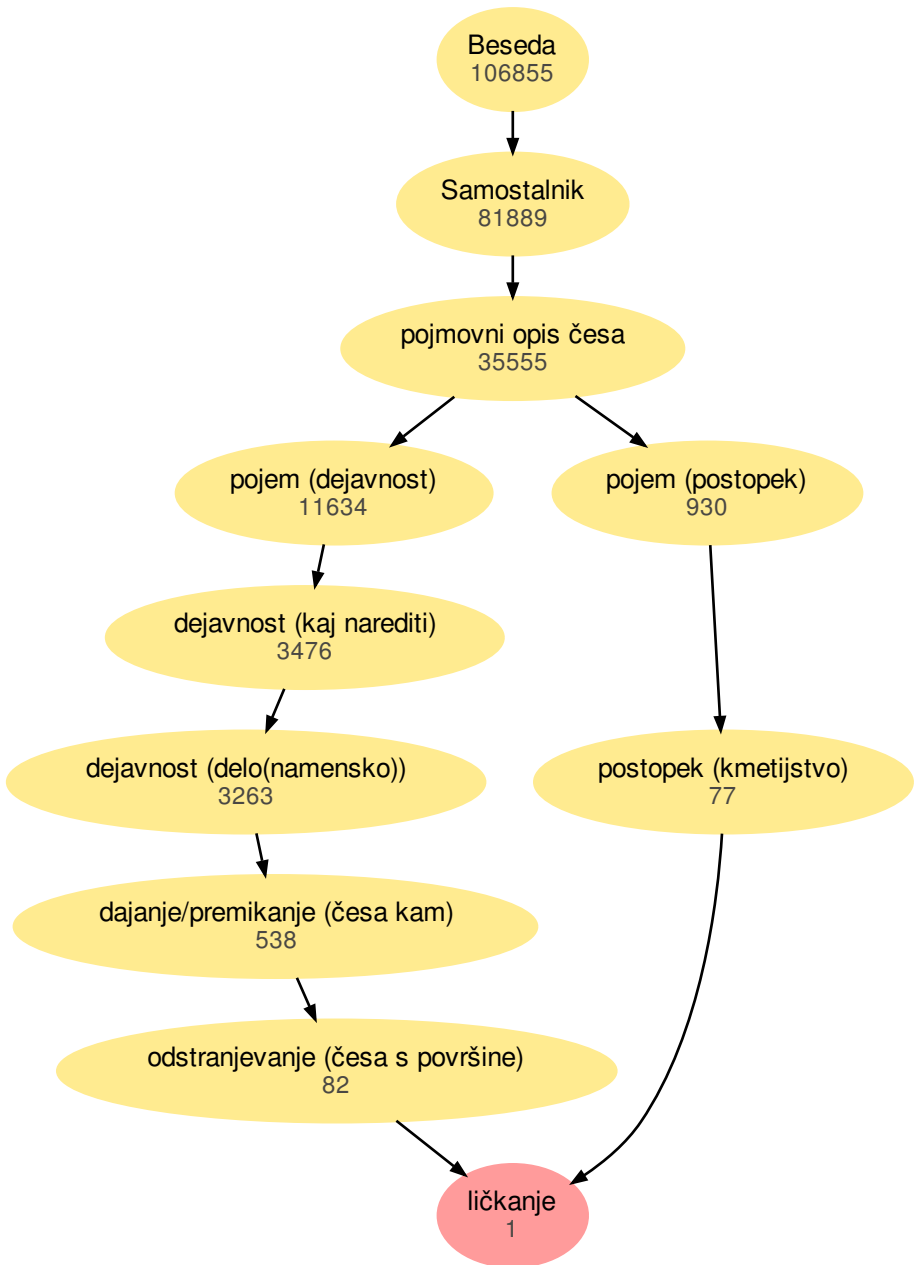 Beseda
106855
Samostalnik
81889
pojmovni opis česa
35555
pojem (dejavnost)
11634
pojem (postopek)
930
dejavnost (kaj narediti)
3476
dejavnost (delo(namensko))
3263
postopek (kmetijstvo)
77
dajanje/premikanje (česa kam)
538
odstranjevanje (česa s površine)
82
ličkanje
1